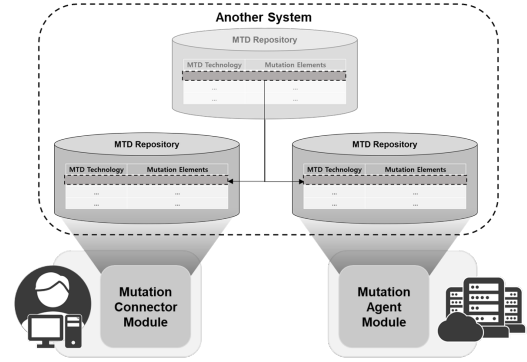 Another System
MTD Repository
MTD Technology Mutation Elements
... ...
... ...
MTD Repository
MTD Technology Mutation Elements
... ...
... ...
MTD Repository
MTD Technology Mutation Elements
... ...
... ...
Mutation
Connector
Module
Mutation
Agent
Module